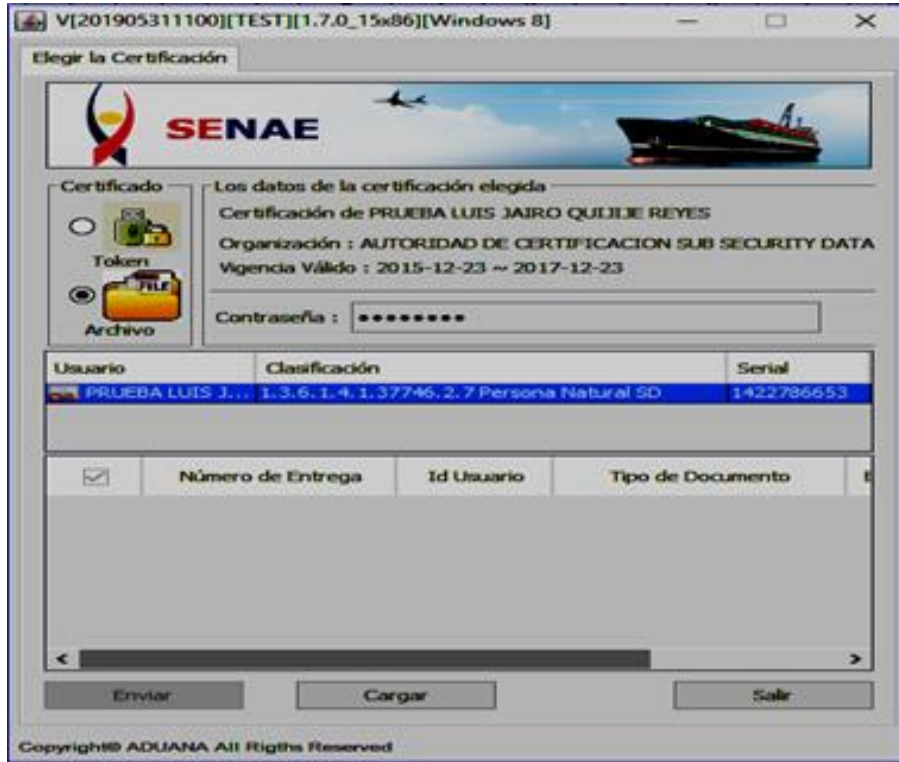 V[201905311100][TEST][1.7.0_15x86][Windows 8]
Elegir la Certificación
SENAE
Certificado
Los datos de la certificación elegida
Certificación de PRUEBA LUIS JAIRO QUIJIJE REYES
Organización : AUTORIDAD DE CERTIFICACION SUB SECURITY DATA
Vigencia Válido : 2015-12-23 ~ 2017-12-23
Token
FILE
Archivo
Contraseña : ••••••••
Usuario Clasificación Serial
PRUEBA LUIS J... 1.3.6.1.4.1.37746.2.7 Persona Natural SD 1422786653
Número de Entrega Id Usuario Tipo de Documento
Enviar Cargar Salir
Copyright© ADUANA All Rigths Reserved